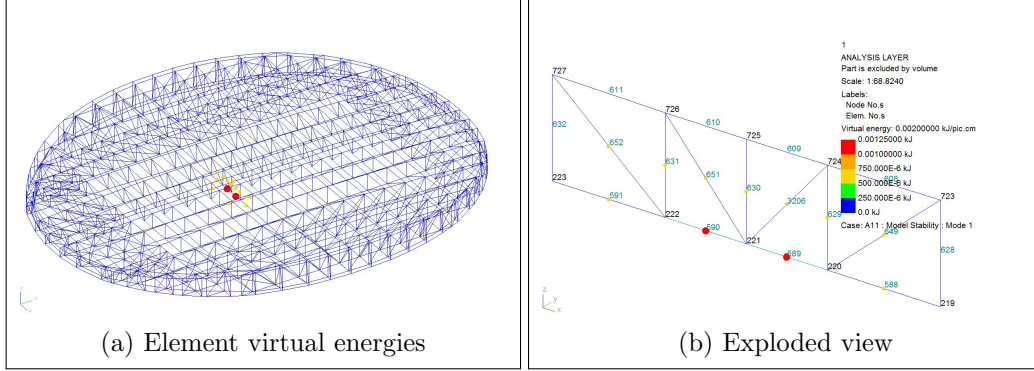 (a) Element virtual energies
1
ANALYSIS LAYER
Part is excluded by volume
Scale: 1:68.8240
Labels:
Node No.s
Elem. No.s
Virtual energy: 0.00200000 kJ/pic.cm
0.00125000 kJ
0.00100000 kJ
750.000E-6 kJ
500.000E-6 kJ
250.000E-6 kJ
0.0 kJ
Case: A11 : Model Stability : Mode 1
727
611
726
610
725
609
724
608
723
632
652
631
651
630
3206
629
649
628
223
591
222
590
221
589
220
588
219
z
y
x
(b) Exploded view